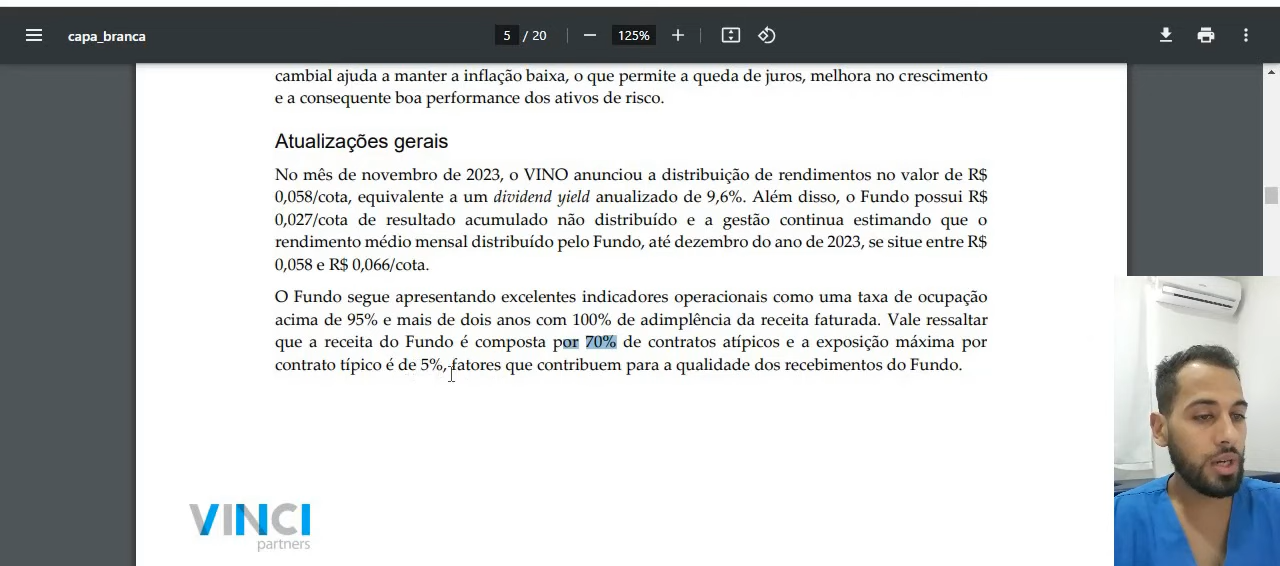 capa_branca
5 / 20
125%
cambial ajuda a manter a inflação baixa, o que permite a queda de juros, melhora no crescimento
e a consequente boa performance dos ativos de risco.
Atualizações gerais
No mês de novembro de 2023, o VINO anunciou a distribuição de rendimentos no valor de R$
0,058/cota, equivalente a um dividend yield anualizado de 9,6%. Além disso, o Fundo possui R$
0,027/cota de resultado acumulado não distribuído e a gestão continua estimando que o
rendimento médio mensal distribuído pelo Fundo, até dezembro do ano de 2023, se situe entre R$
0,058 e R$ 0,066/cota.
O Fundo segue apresentando excelentes indicadores operacionais como uma taxa de ocupação
acima de 95% e mais de dois anos com 100% de adimplência da receita faturada. Vale ressaltar
que a receita do Fundo é composta por 70% de contratos atípicos e a exposição máxima por
contrato típico é de 5%, fatores que contribuem para a qualidade dos recebimentos do Fundo.
VINCI
partners